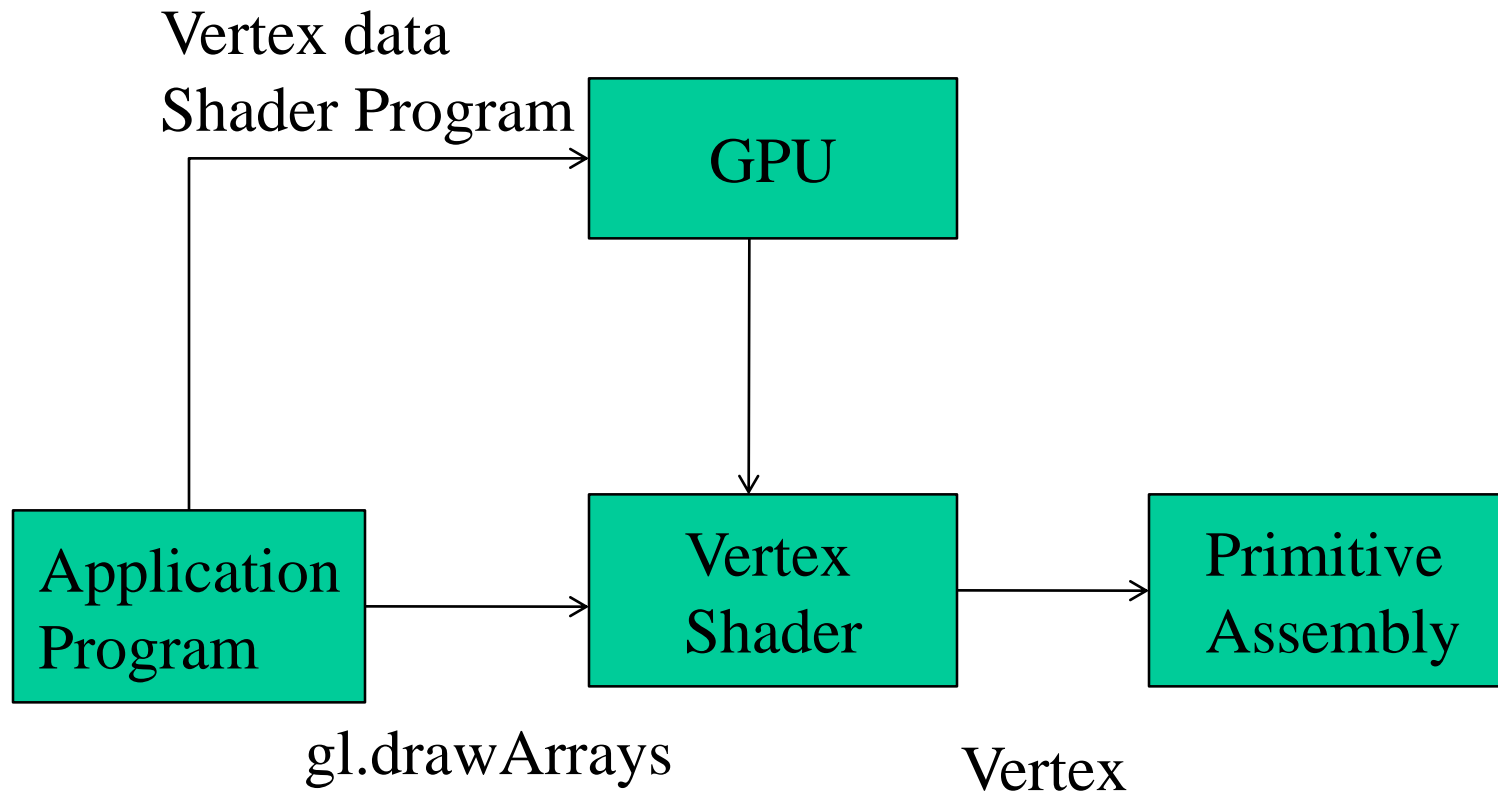 Vertex data
Shader Program
GPU
Application
Program
Vertex
Shader
Primitive
Assembly
gl.drawArrays
Vertex